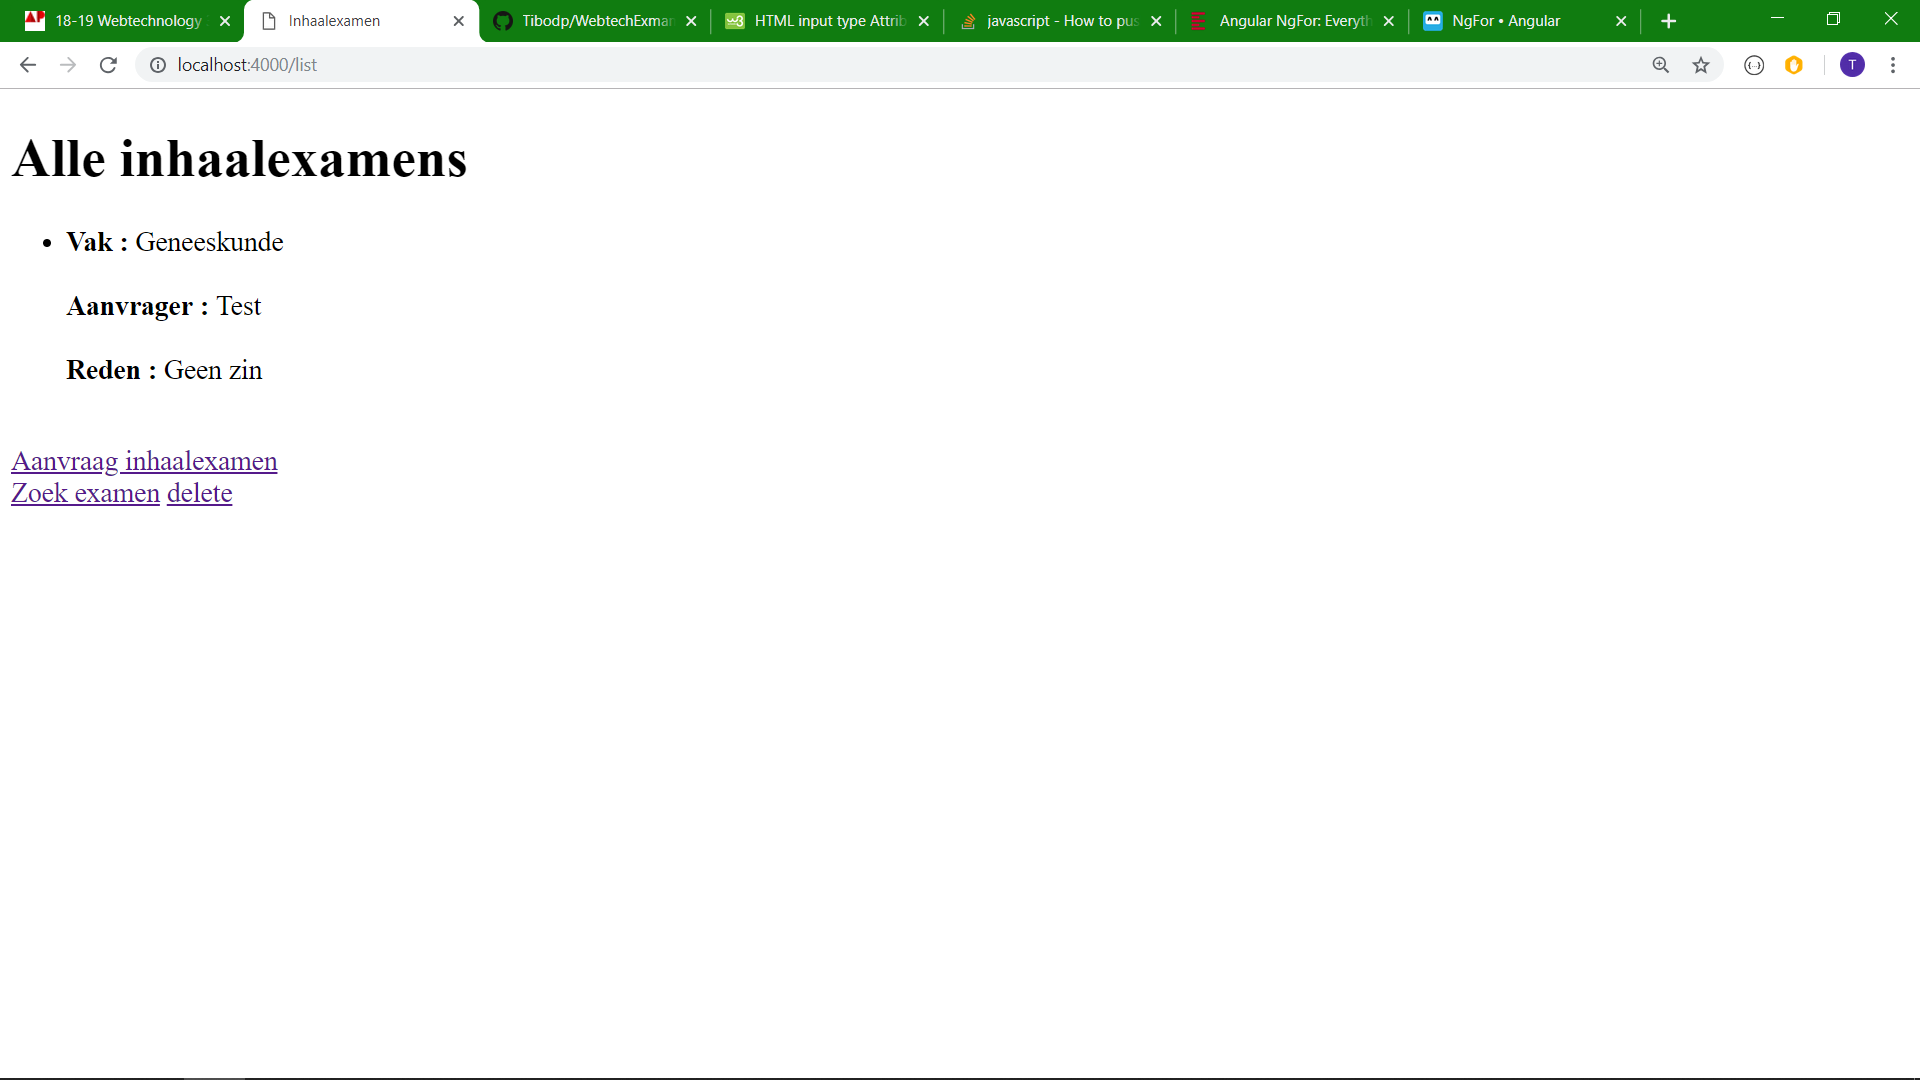 18-19 Webtechnology
Inhaalexamen
Tibodp/WebtechExman
HTML input type Attrib
javascript - How to pus
Angular NgFor: Everyth
NgFor • Angular
localhost:4000/list
T
Alle inhaalexamens
Vak : Geneeskunde
Aanvrager : Test
Reden : Geen zin
Aanvraag inhaalexamen
Zoek examen delete